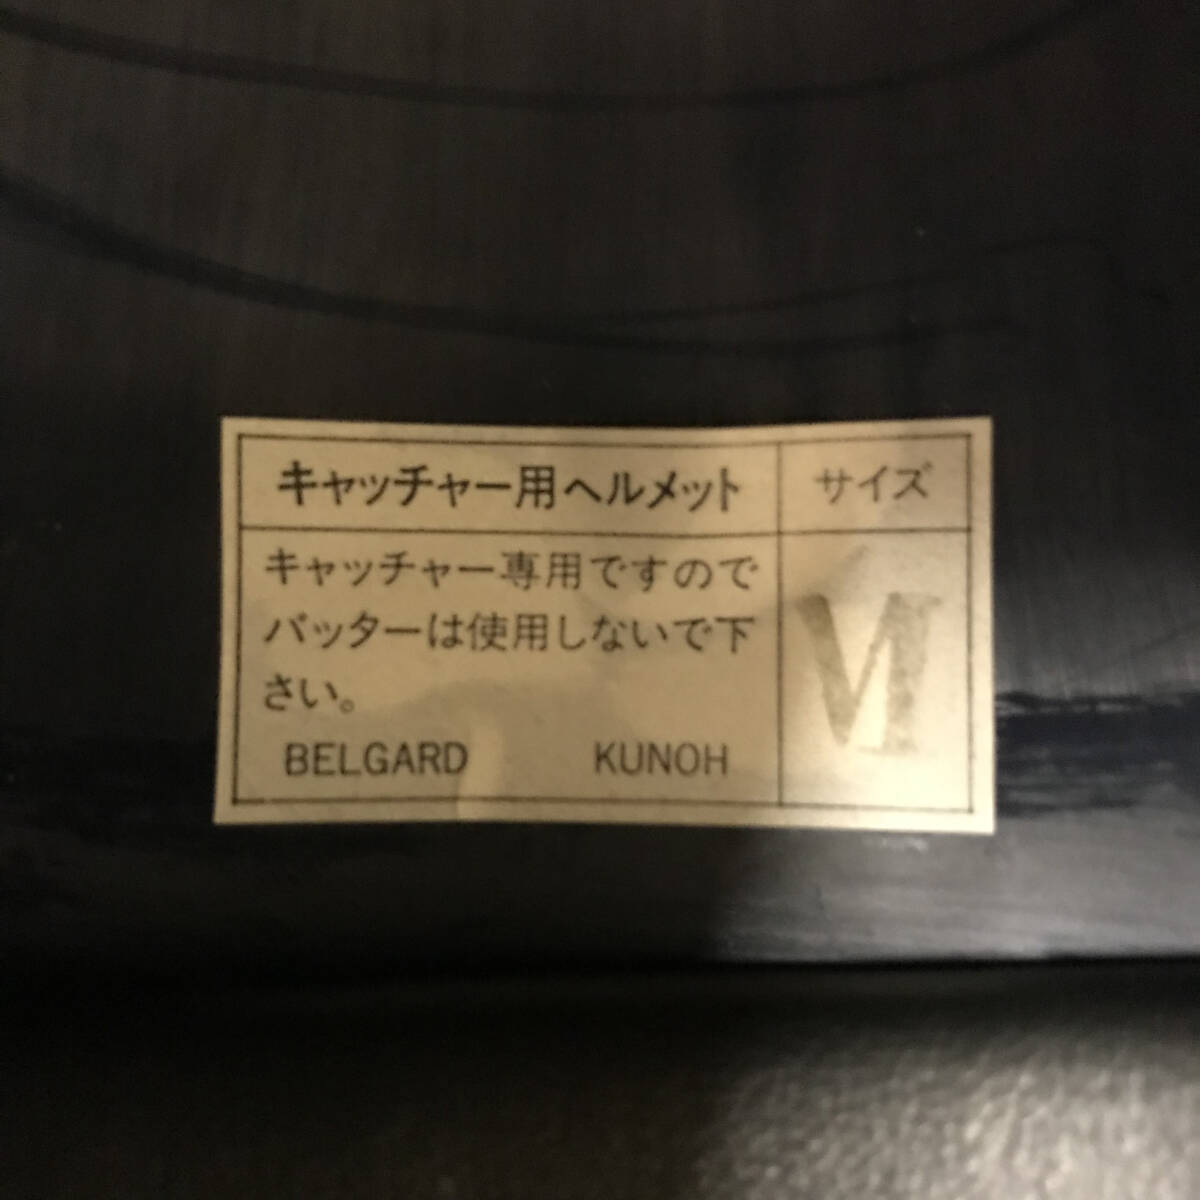 キャッチャー用ヘルメット サイズ
キャッチャー専用ですので
バッターは使用しないで下
さい。
BELGARD KUNOH